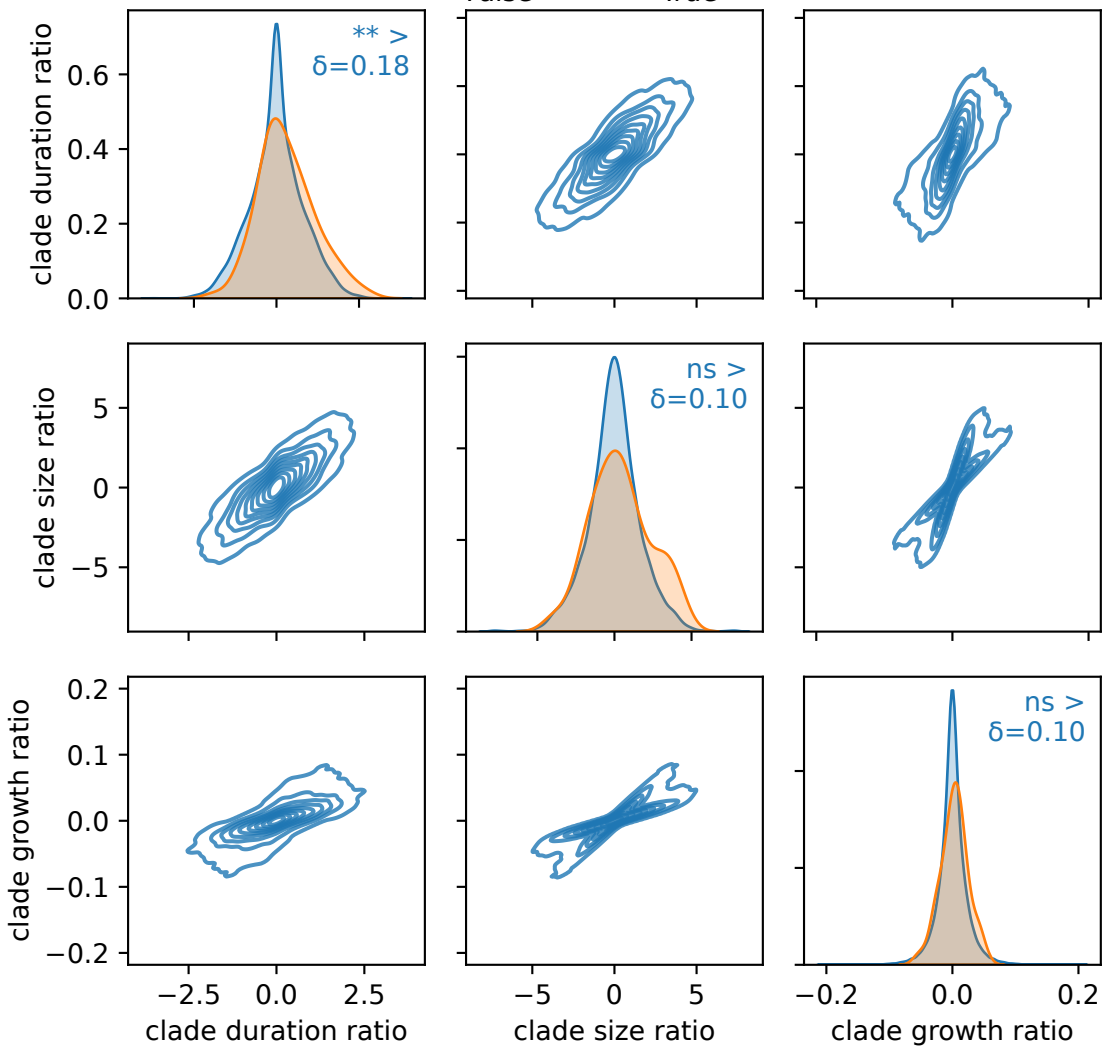 clade duration ratio
0.6
0.4
0.2
0.0
** >
δ=0.18
clade size ratio
5
0
−5
ns >
δ=0.10
clade growth ratio
0.2
0.1
0.0
−0.1
−0.2
ns >
δ=0.10
−2.5 0.0 2.5
−5 0 5
−0.2 0.0 0.2
clade duration ratio
clade size ratio
clade growth ratio